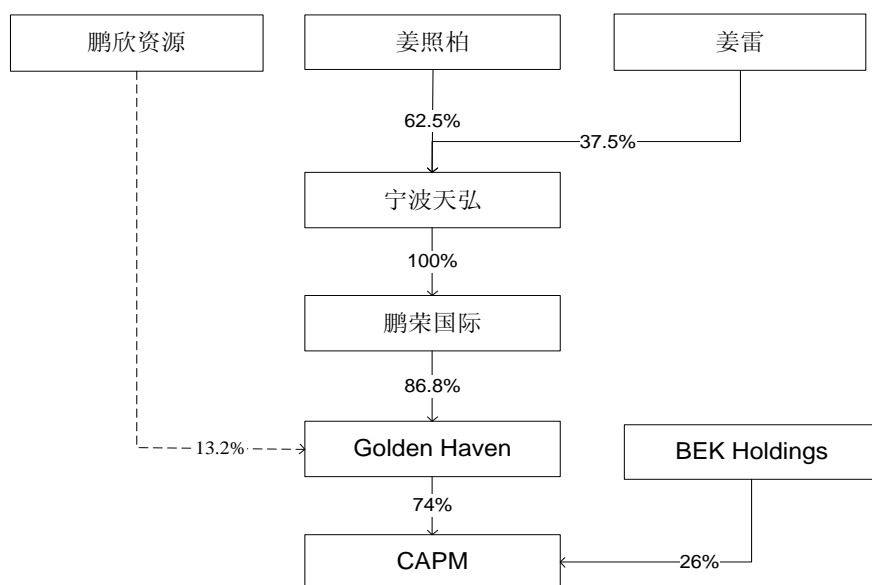 鹏欣资源
姜照柏
姜雷
62.5%
37.5%
宁波天弘
100%
鹏荣国际
86.8%
13.2%
Golden Haven
BEK Holdings
74%
CAPM
26%